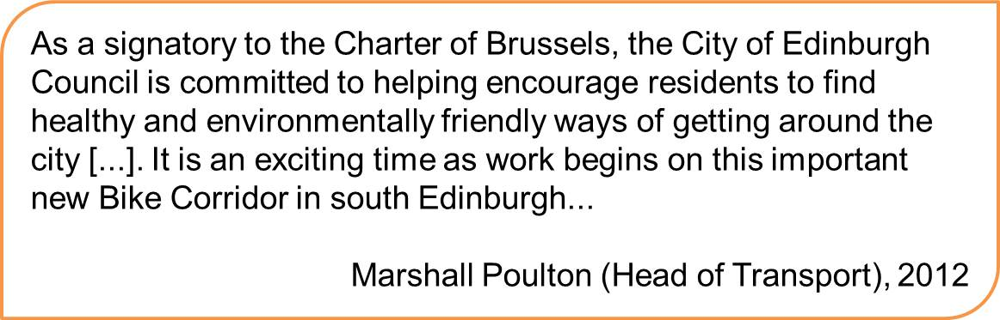 As a signatory to the Charter of Brussels, the City of Edinburgh
Council is committed to helping encourage residents to find
healthy and environmentally friendly ways of getting around the
city [...]. It is an exciting time as work begins on this important
new Bike Corridor in south Edinburgh...
Marshall Poulton (Head of Transport), 2012